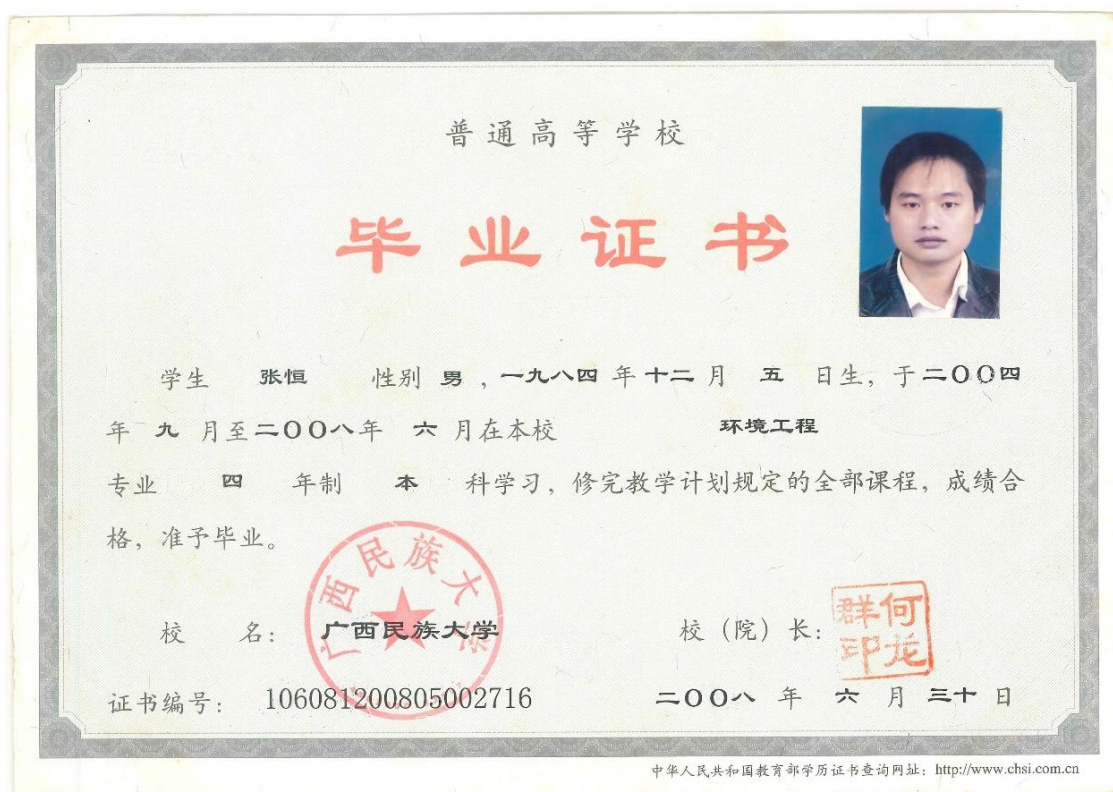 普通高等学校
毕业证书
学生 张恒 性别 男，一九八四 年 十二 月 五 日生，于 二〇〇四
年 九 月至 二〇〇八 年 六 月在本校 环境工程
专业 四 年制 本 科学习，修完教学计划规定的全部课程，成绩合
格，准予毕业。
广西民族大学
校 名： 广西民族大学
校（院）长：
何龙群印
证书编号： 106081200805002716
二〇〇八 年 六 月 三十 日
中华人民共和国教育部学历证书查询网址：http://www.chsi.com.cn